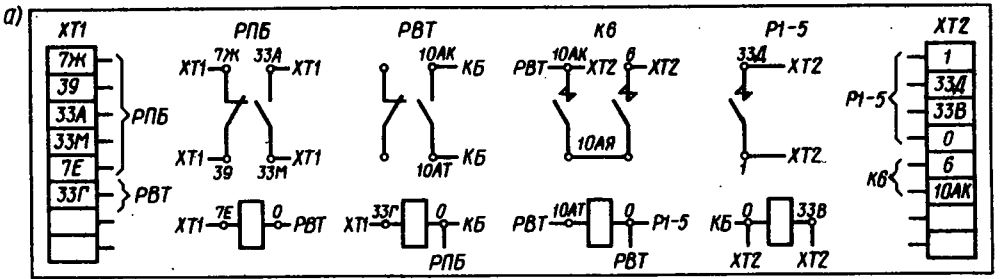 а)
ХТ1 РПБ РВТ К6 Р1-5 ХТ2
7Ж
39
33А
33М
7Е
33Г
РПБ
РВТ
7Ж 33А
ХТ1 ХТ1
ХТ1 ХТ1
39 33М
10АК
КБ
КБ
10АТ
10АК 6
РВТ ХТ2 ХТ2
10АЯ
33Д
ХТ2
ХТ2
1
7Е 0
ХТ1 РВТ
33Г 0
ХТ1 КБ
РПБ
10АТ 0
РВТ Р1-5
РВТ
0 33В
КБ
ХТ2 ХТ2
1
33Д
33В
0
6
10АК
Р1-5
К6